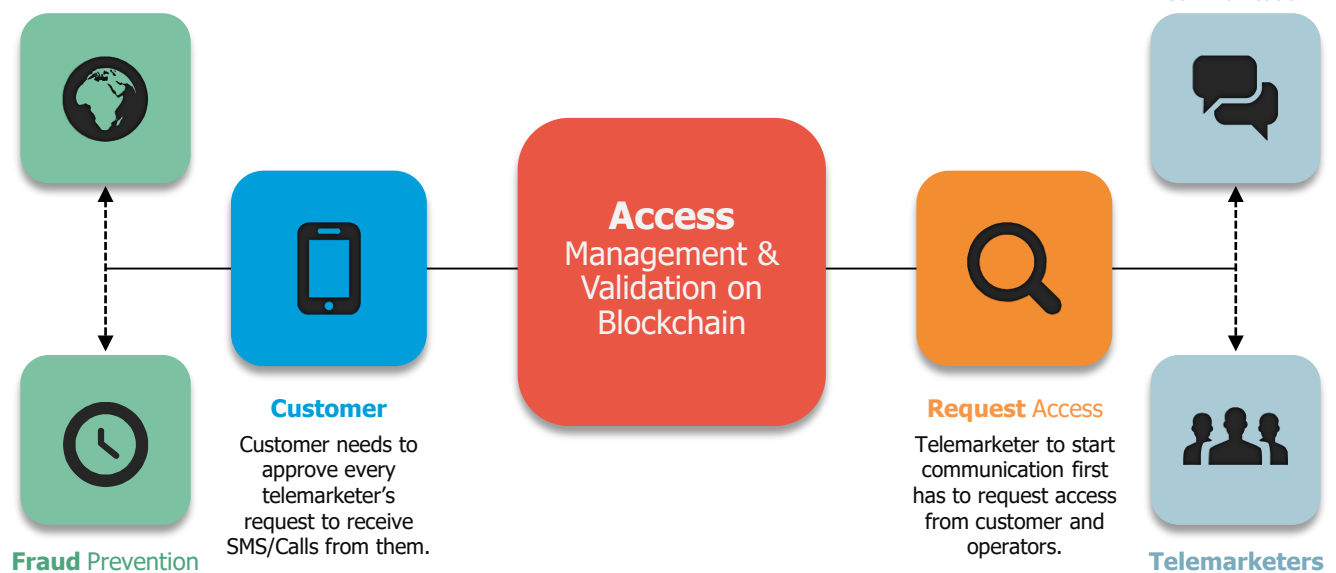 Access
Management &
Validation on
Blockchain
Customer
Customer needs to
approve every
telemarketer's
request to receive
SMS/Calls from them.
Request Access
Telemarketer to start
communication first
has to request access
from customer and
operators.
Fraud Prevention
Telemarketers